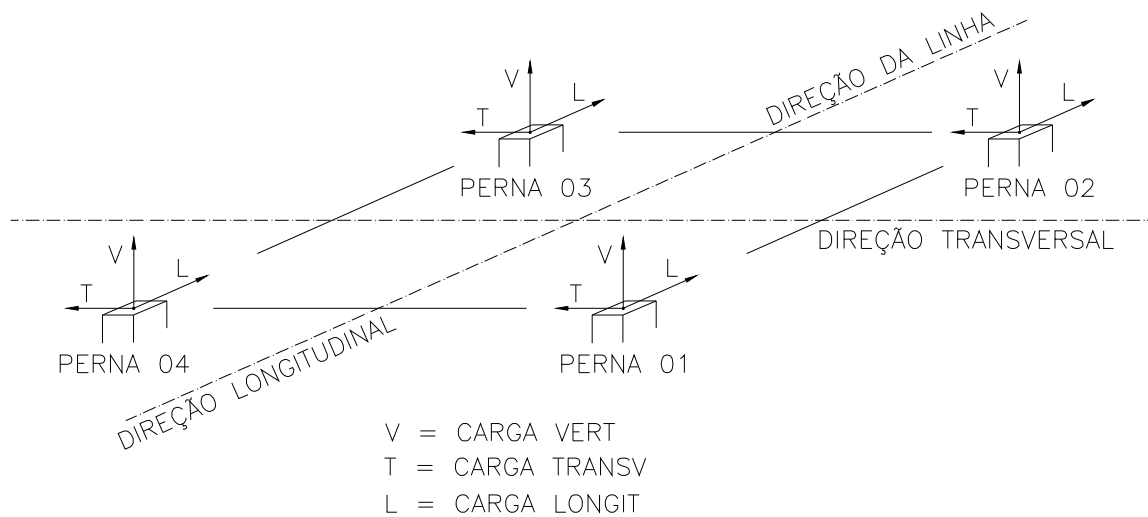 DIREÇÃO DA LINHA
V
L
T
PERNA 03
V
L
T
PERNA 02
DIREÇÃO TRANSVERSAL
V
L
T
PERNA 04
V
L
T
PERNA 01
DIREÇÃO LONGITUDINAL
V = CARGA VERT
T = CARGA TRANSV
L = CARGA LONGIT